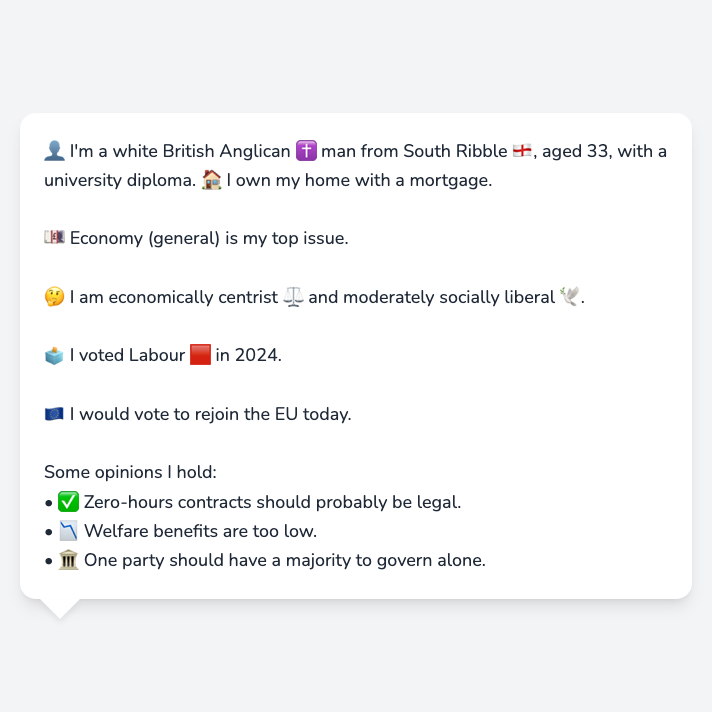 👤 I'm a white British Anglican ✝️ man from South Ribble 🏴󠁧󠁢󠁥󠁮󠁧󠁿, aged 33, with a
university diploma. 🏠 I own my home with a mortgage.
💷 Economy (general) is my top issue.
🤔 I am economically centrist ⚖️ and moderately socially liberal 🕊️.
🗳️ I voted Labour 🟥 in 2024.
🇪🇺 I would vote to rejoin the EU today.
Some opinions I hold:
• ✅ Zero-hours contracts should probably be legal.
• 📉 Welfare benefits are too low.
• 🏛️ One party should have a majority to govern alone.